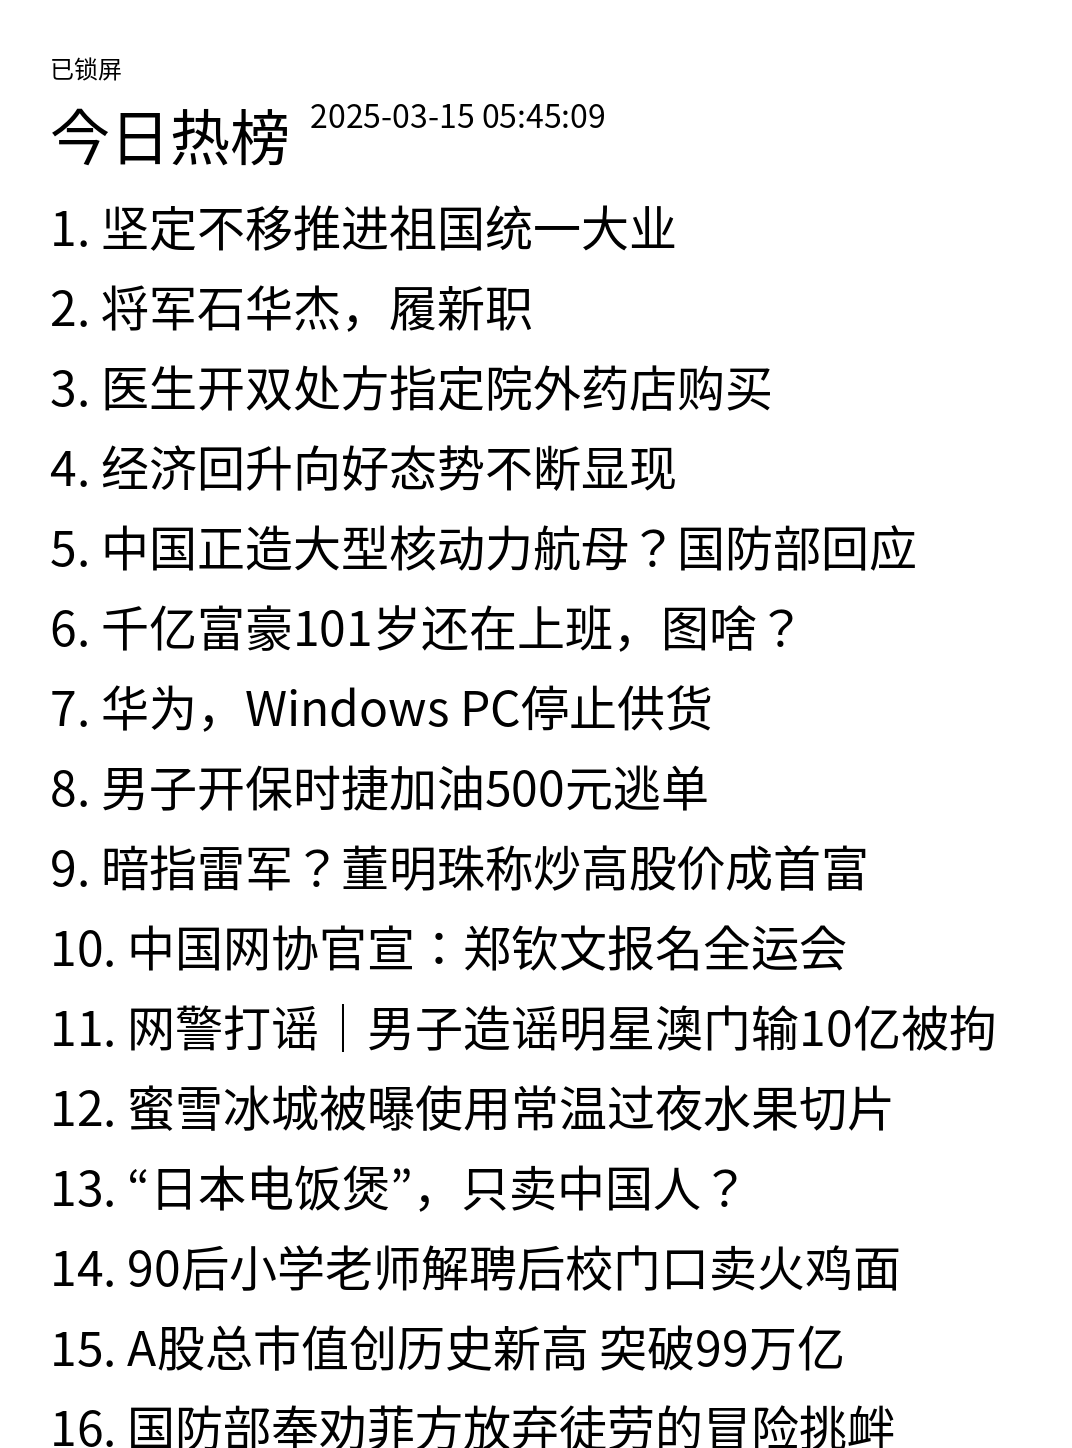 已锁屏
今日热榜 2025-03-15 05:45:09
1. 坚定不移推进祖国统一大业
2. 将军石华杰，履新职
3. 医生开双处方指定院外药店购买
4. 经济回升向好态势不断显现
5. 中国正造大型核动力航母？国防部回应
6. 千亿富豪101岁还在上班，图啥？
7. 华为，Windows PC停止供货
8. 男子开保时捷加油500元逃单
9. 暗指雷军？董明珠称炒高股价成首富
10. 中国网协官宣：郑钦文报名全运会
11. 网警打谣｜男子造谣明星澳门输10亿被拘
12. 蜜雪冰城被曝使用常温过夜水果切片
13. “日本电饭煲”，只卖中国人？
14. 90后小学老师解聘后校门口卖火鸡面
15. A股总市值创历史新高 突破99万亿
16. 国防部奉劝菲方放弃徒劳的冒险挑衅